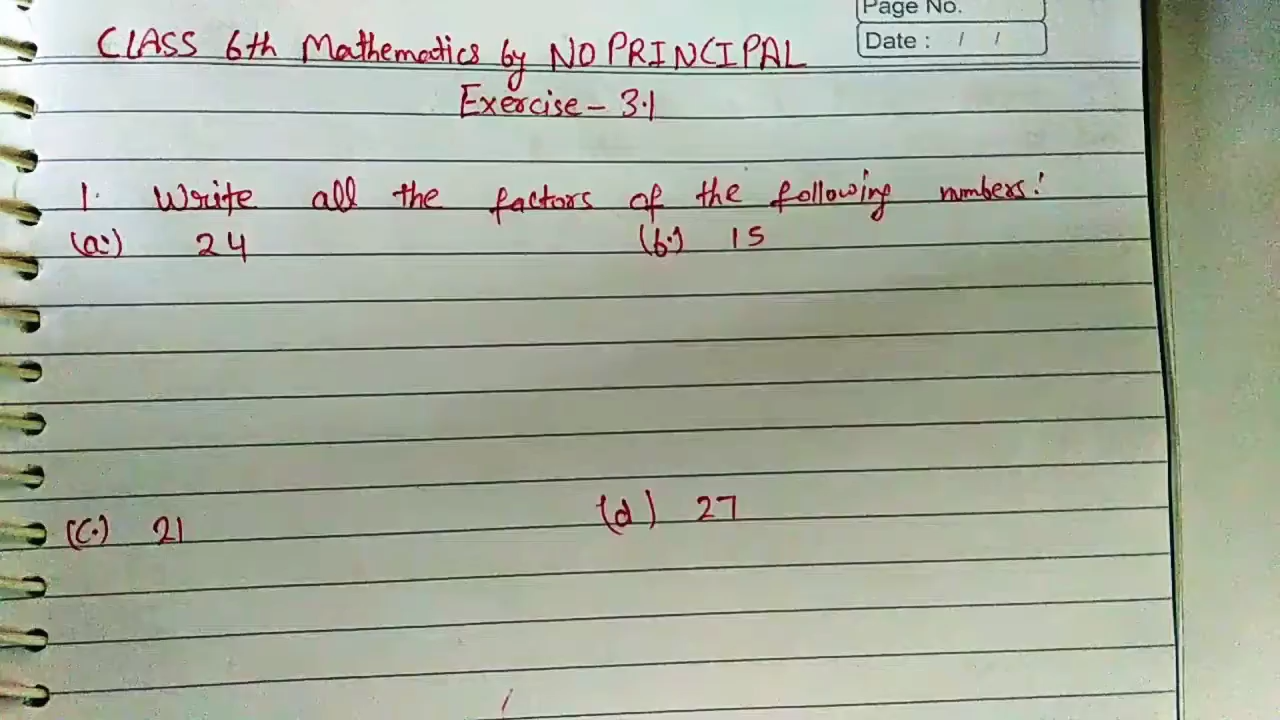 Page No.
Date : / /
CLASS 6th Mathematics by NO PRINCIPAL
Exercise - 3.1
1. Write all the factors of the following numbers:
(a.) 24 (b.) 15
(c.) 21 (d) 27